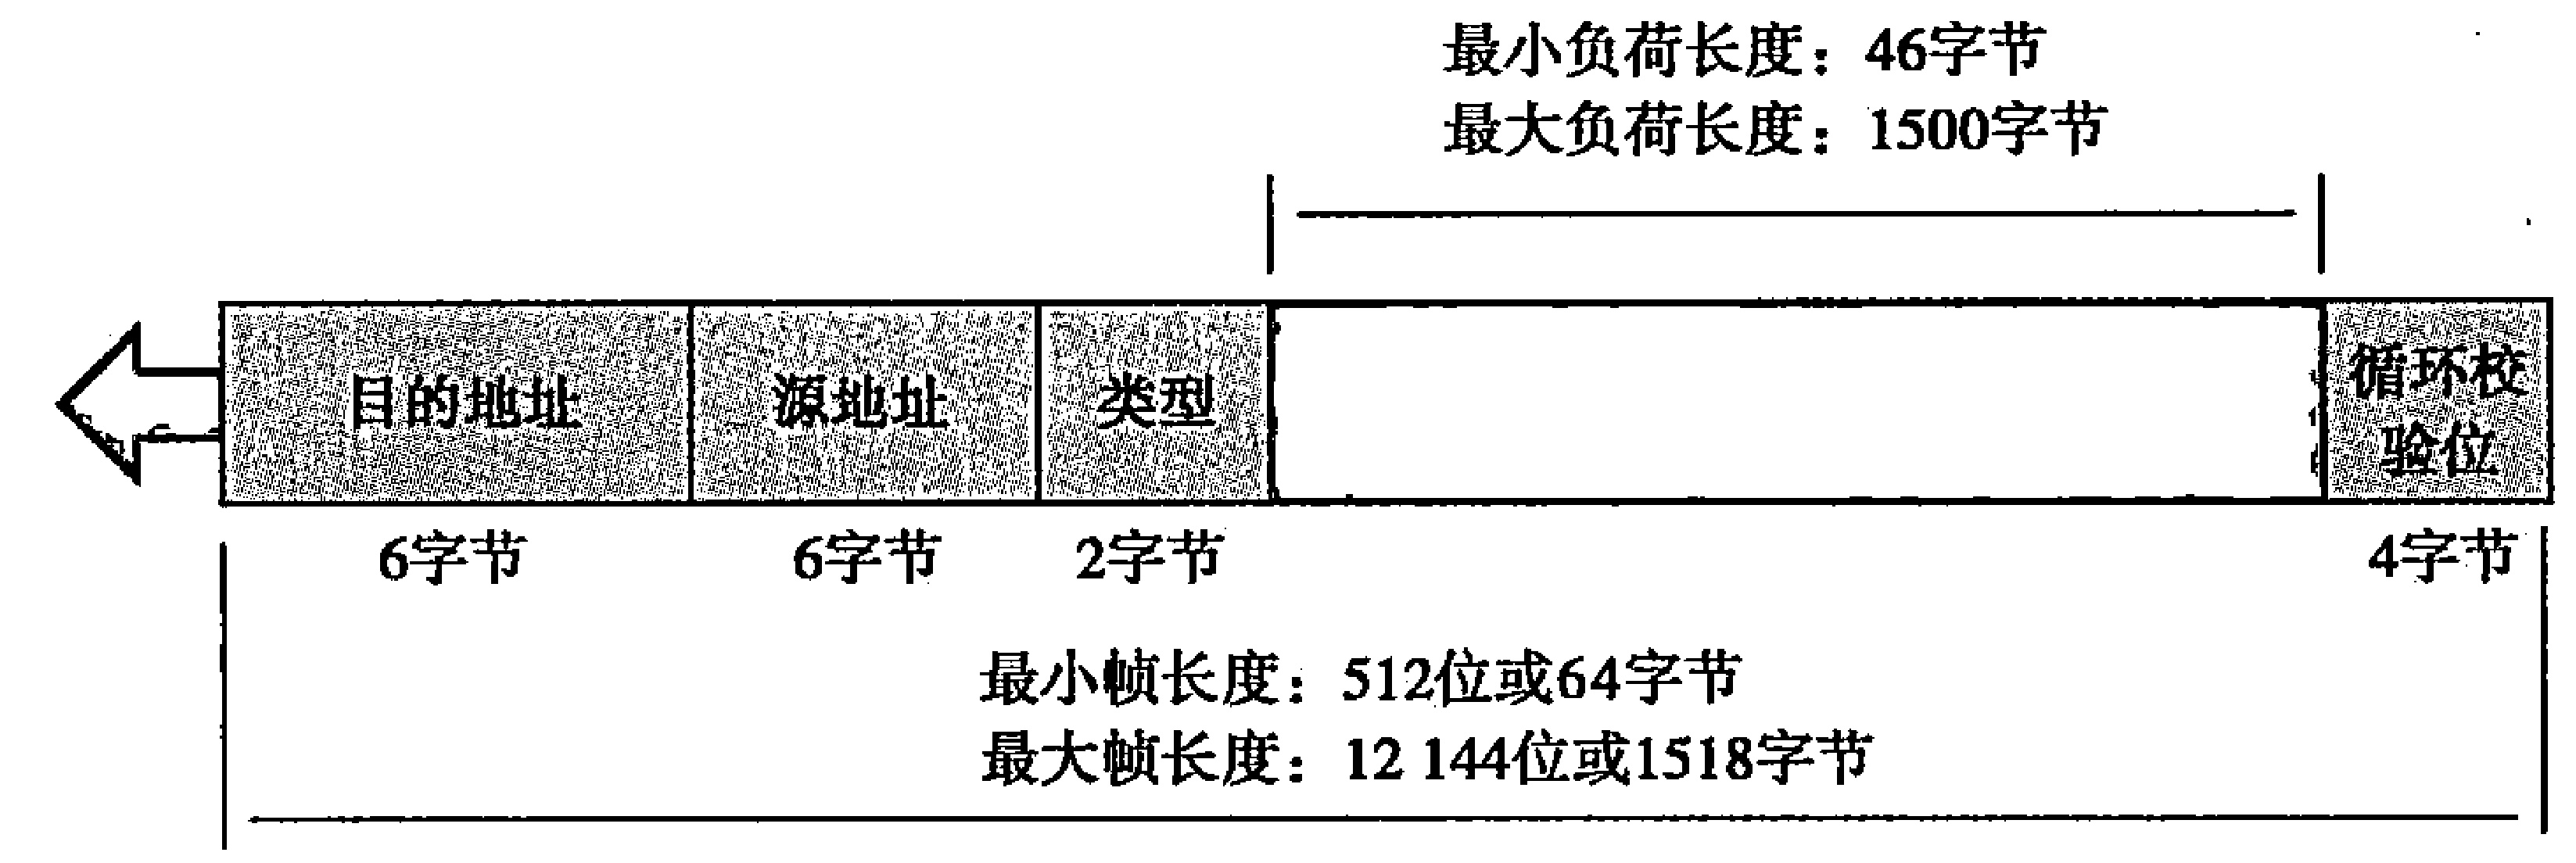 最小负荷长度：46字节
最大负荷长度：1500字节
目的地址 源地址 类型 循环校
验位
6字节 6字节 2字节 4字节
最小帧长度：512位或64字节
最大帧长度：12 144位或1518字节